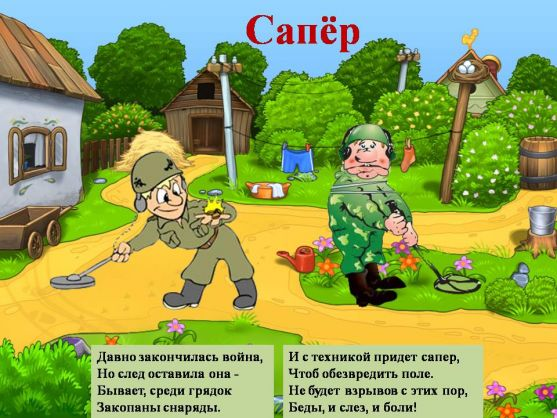 Сапёр
Давно закончилась война,
Но след оставила она -
Бывает, среди грядок
Закопаны снаряды.
И с техникой придет сапер,
Чтоб обезвредить поле.
Не будет взрывов с этих пор,
Беды, и слез, и боли!